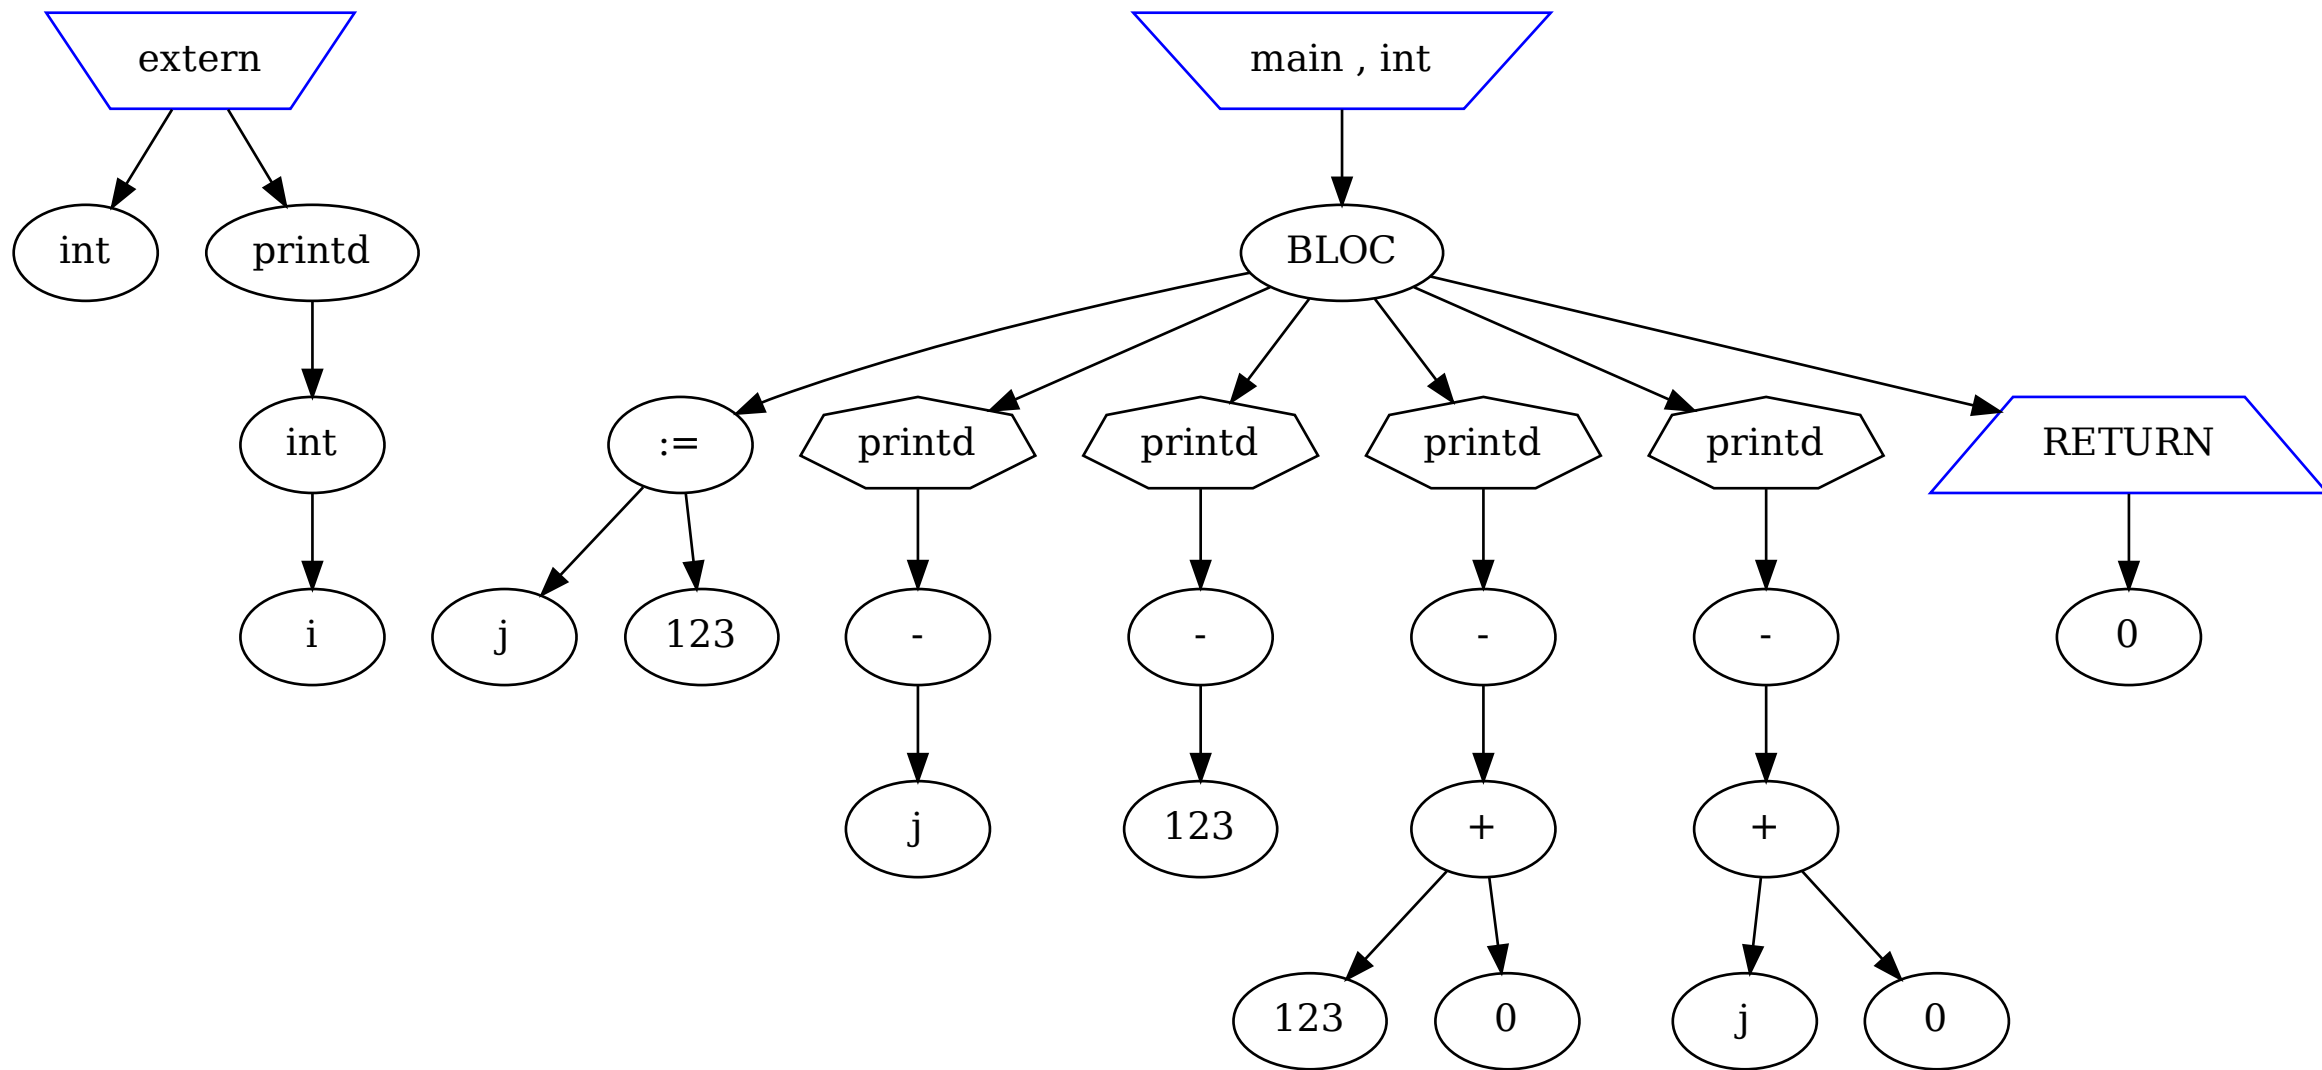 extern
main , int
int
printd
BLOC
int
:=
printd
printd
printd
printd
RETURN
i
j
123
-
-
-
-
0
j
123
+
+
123
0
j
0